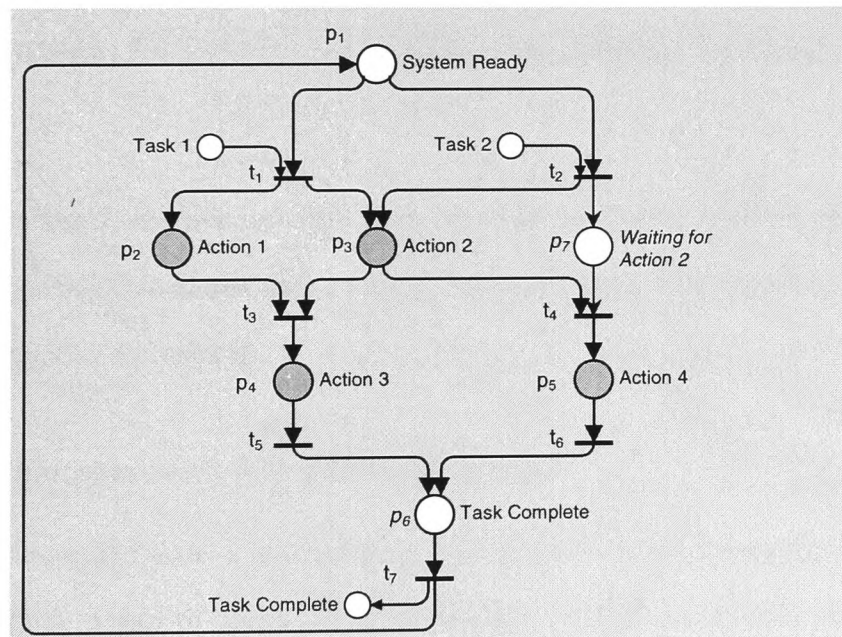 p1
System Ready
Task 1
Task 2
t1
t2
p2
Action 1
p3
Action 2
p7
Waiting for
Action 2
t3
t4
p4
Action 3
p5
Action 4
t5
t6
p6
Task Complete
t7
Task Complete